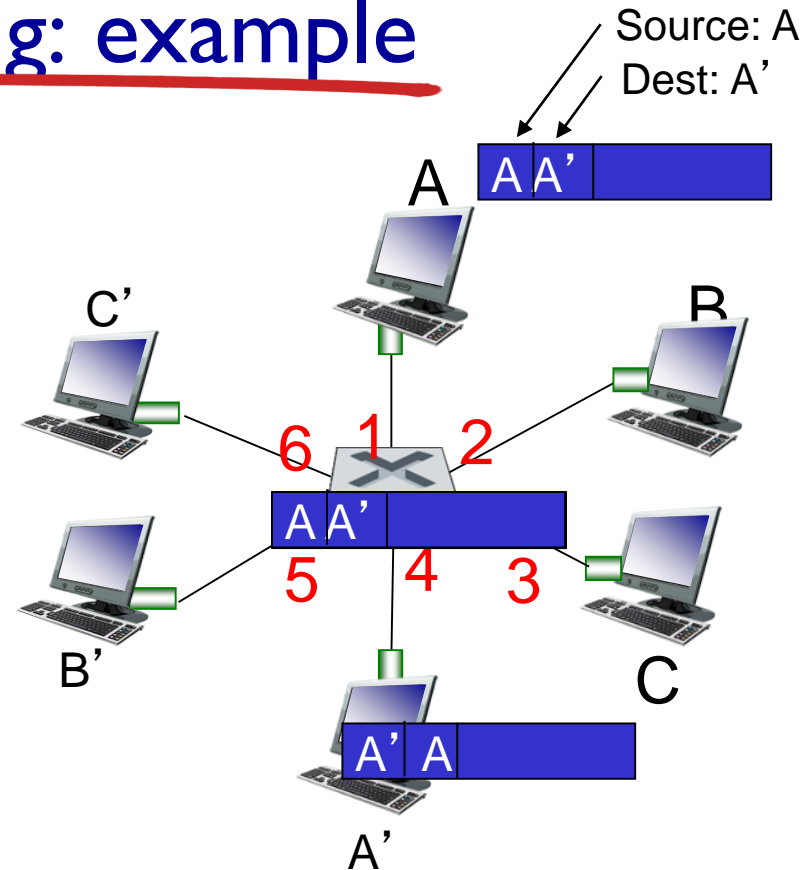 g: example
Source: A
Dest: A’
A A’
A
C’
B
6 1 2
A A’
5 4 3
B’
C
A’ A
A’